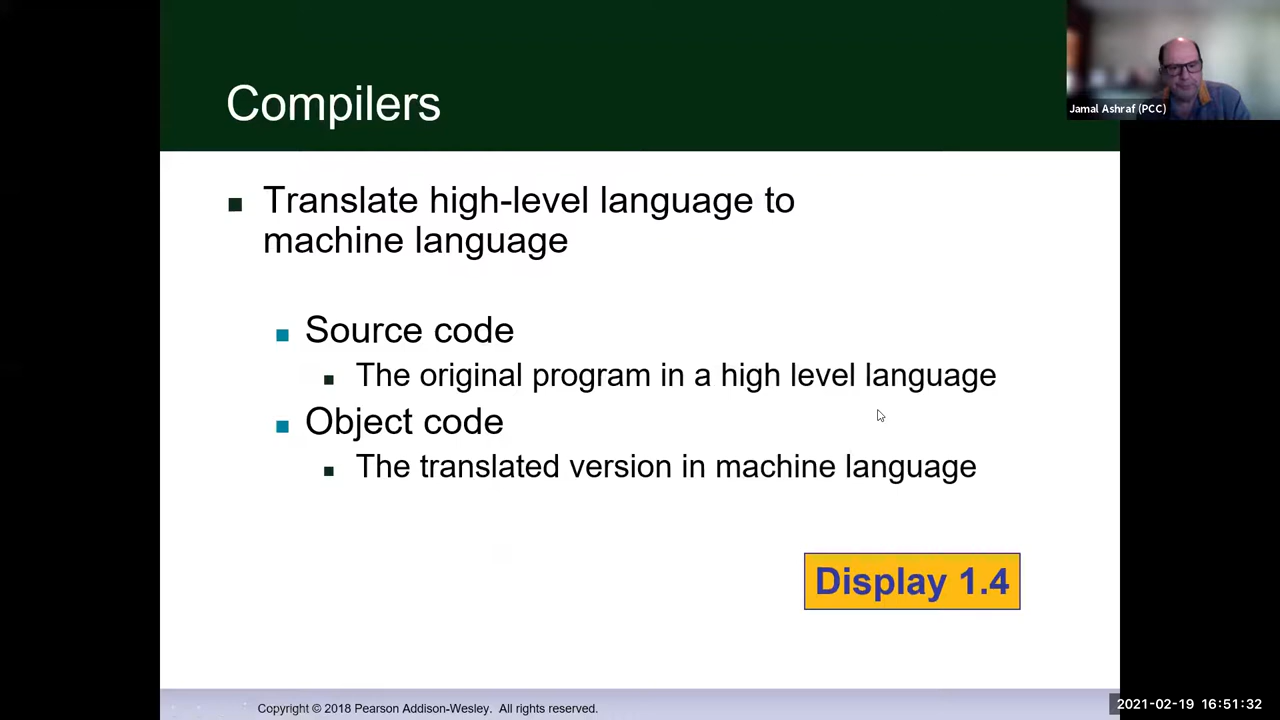 Compilers
Jamal Ashraf (PCC)
Translate high-level language to
machine language
Source code
The original program in a high level language
Object code
The translated version in machine language
Display 1.4
Copyright © 2018 Pearson Addison-Wesley. All rights reserved.
2021-02-19 16:51:32